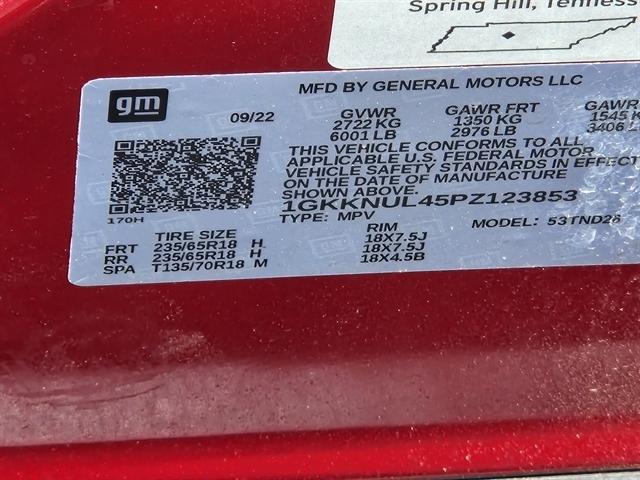 Spring Hill, Tenness
gm
MFD BY GENERAL MOTORS LLC
09/22
GVWR GAWR FRT GAWR
2722 KG 1350 KG 1545 K
6001 LB 2976 LB 3406 L
THIS VEHICLE CONFORMS TO ALL
APPLICABLE U.S. FEDERAL MOTOR
VEHICLE SAFETY STANDARDS IN EFFECT
ON THE DATE OF MANUFACTURE
SHOWN ABOVE.
1GKKNUL45PZ123853
170H
TYPE: MPV MODEL: 53TND26
TIRE SIZE RIM
FRT 235/65R18 H 18X7.5J
RR 235/65R18 H 18X7.5J
SPA T135/70R18 M 18X4.5B